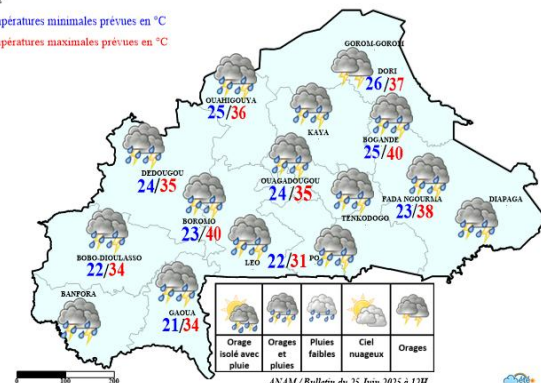 pératures minimales prévues en °C
pératures maximales prévues en °C
GOROM-GOROM
DORI
26/37
OUAHIGOUYA
25/36
KAYA
BOGANDE
25/40
DEDOUGOU
24/35
OUAGADOUGOU
24/35
FADA NGOURMA
23/38
DIAPAGA
BOROMO
23/40
TENKODOGO
BOBO-DIOULASSO
22/34
LEO
22/31
PO
BANFORA
GAOUA
21/34
Orage isolé avec pluie
Orages et pluies
Pluies faibles
Ciel nuageux
Orages
ANAM / Bulletin du 25 Juin 2025 à 12H